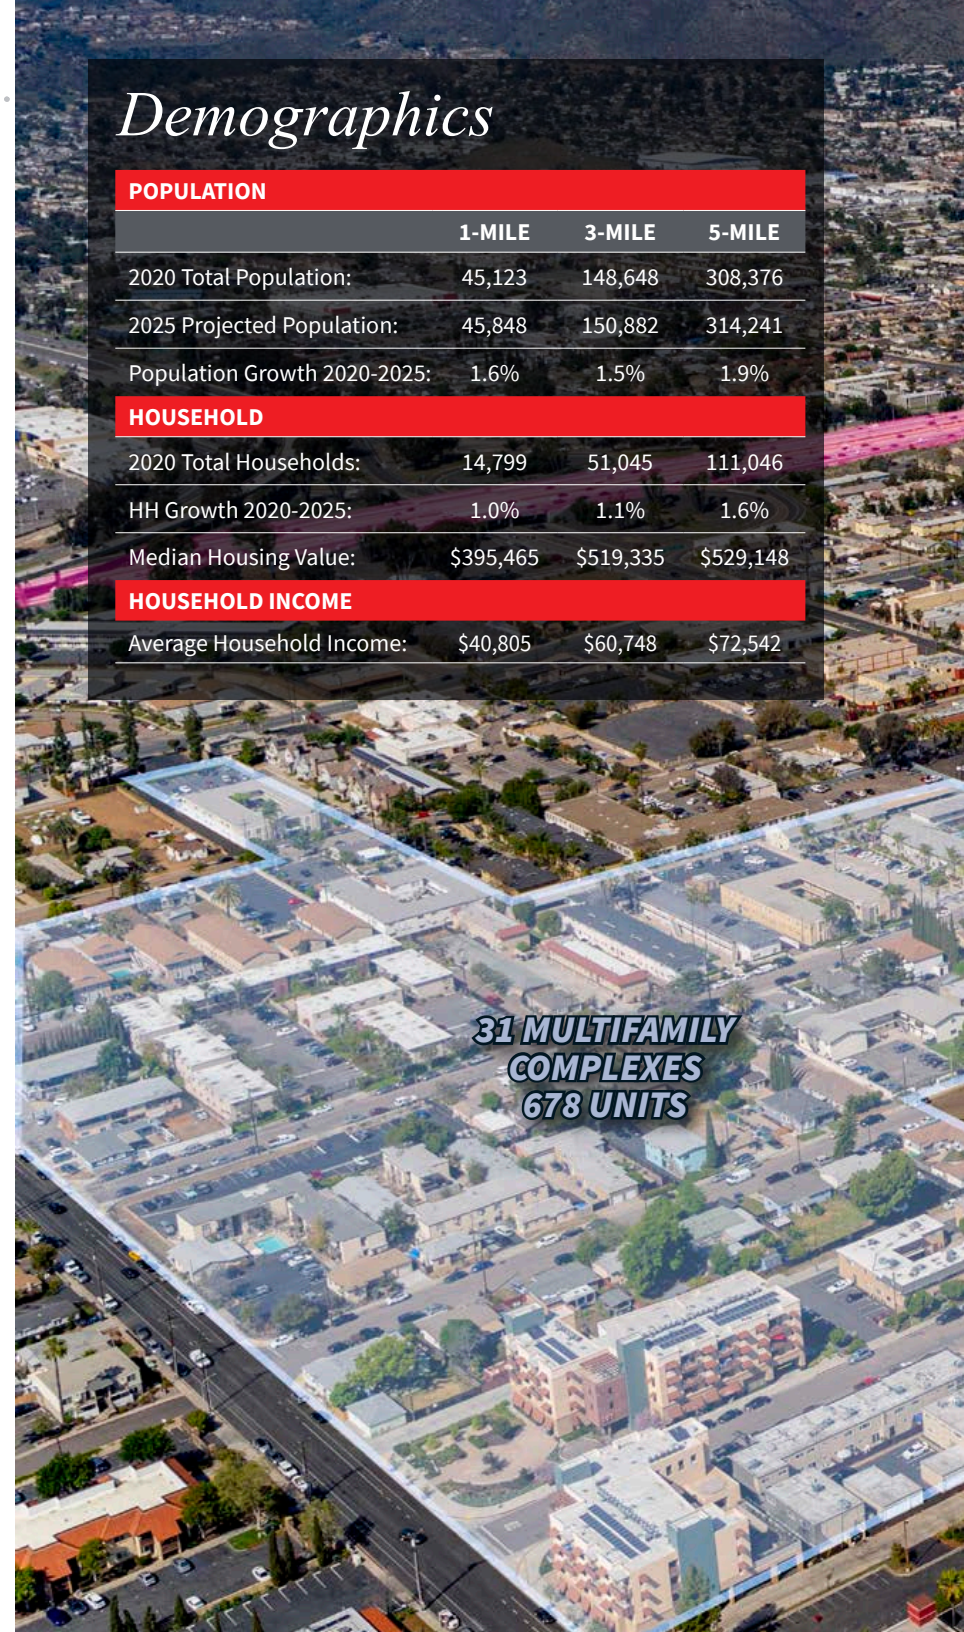 Demographics
POPULATION
1-MILE 3-MILE 5-MILE
2020 Total Population: 45,123 148,648 308,376
2025 Projected Population: 45,848 150,882 314,241
Population Growth 2020-2025: 1.6% 1.5% 1.9%
HOUSEHOLD
2020 Total Households: 14,799 51,045 111,046
HH Growth 2020-2025: 1.0% 1.1% 1.6%
Median Housing Value: $395,465 $519,335 $529,148
HOUSEHOLD INCOME
Average Household Income: $40,805 $60,748 $72,542
31 MULTIFAMILY
COMPLEXES
678 UNITS